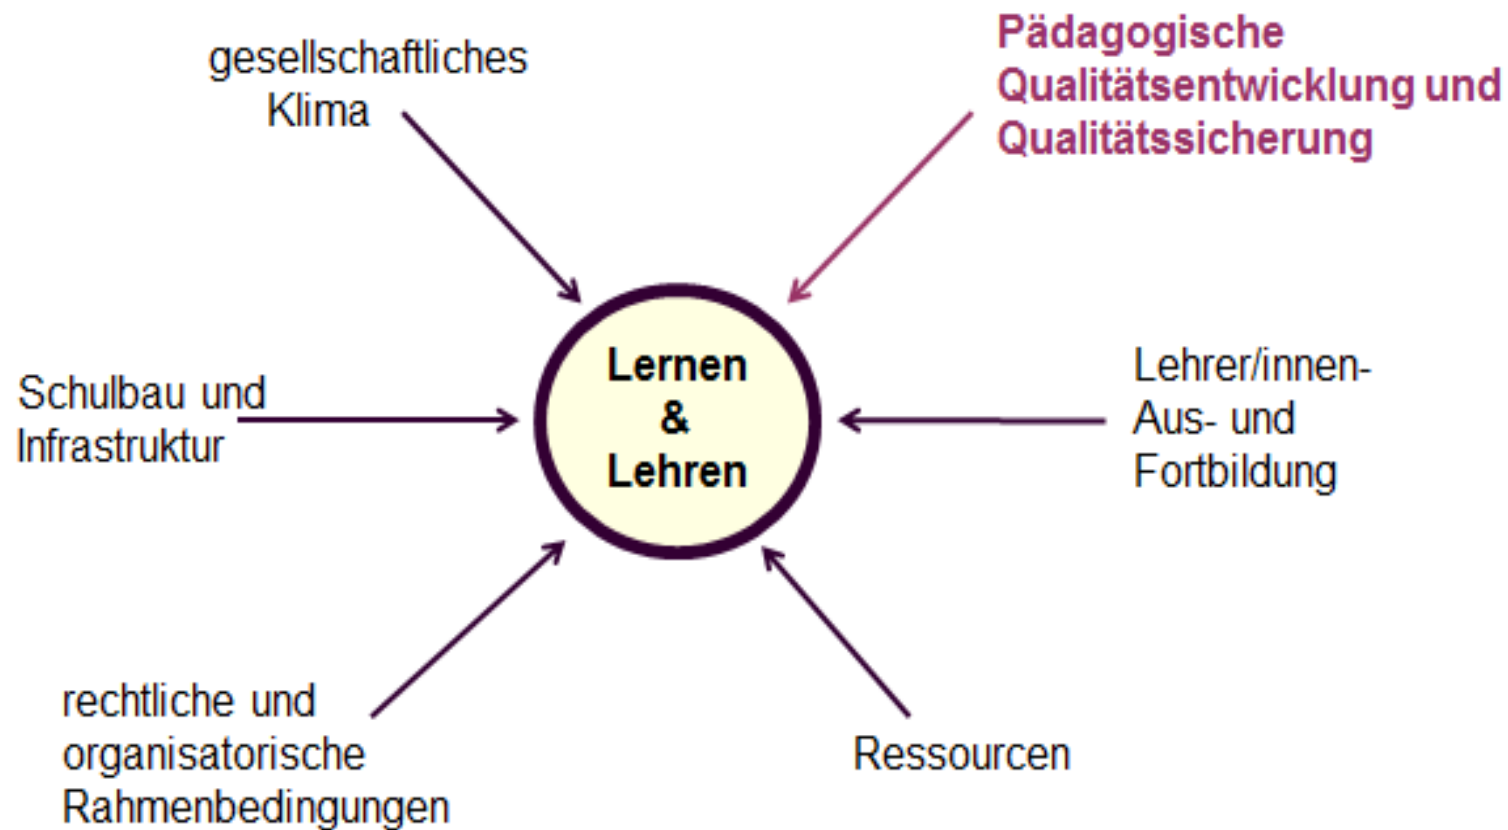 gesellschaftliches
Klima
Pädagogische
Qualitätsentwicklung und
Qualitätssicherung
Schulbau und
Infrastruktur
Lernen
&
Lehren
Lehrer/innen-
Aus- und
Fortbildung
rechtliche und
organisatorische
Rahmenbedingungen
Ressourcen